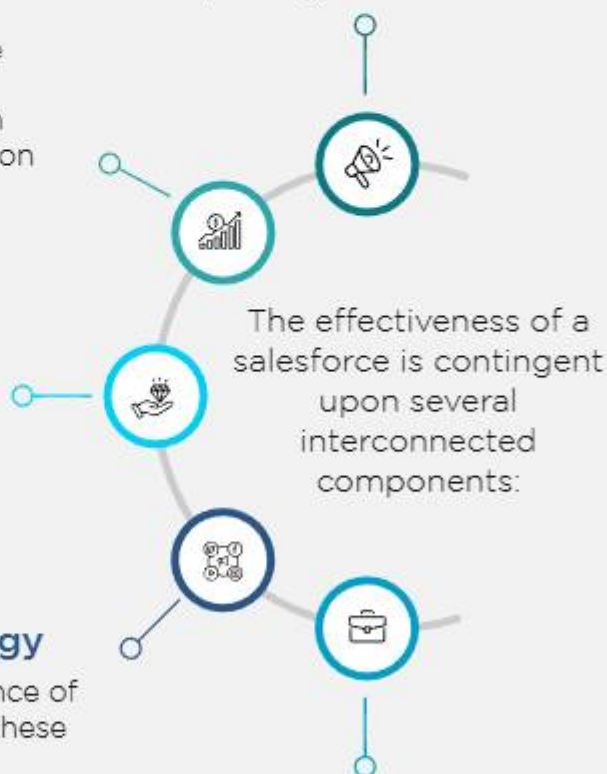 on
The effectiveness of a
salesforce is contingent
upon several
interconnected
components:
gy
nce of
hese